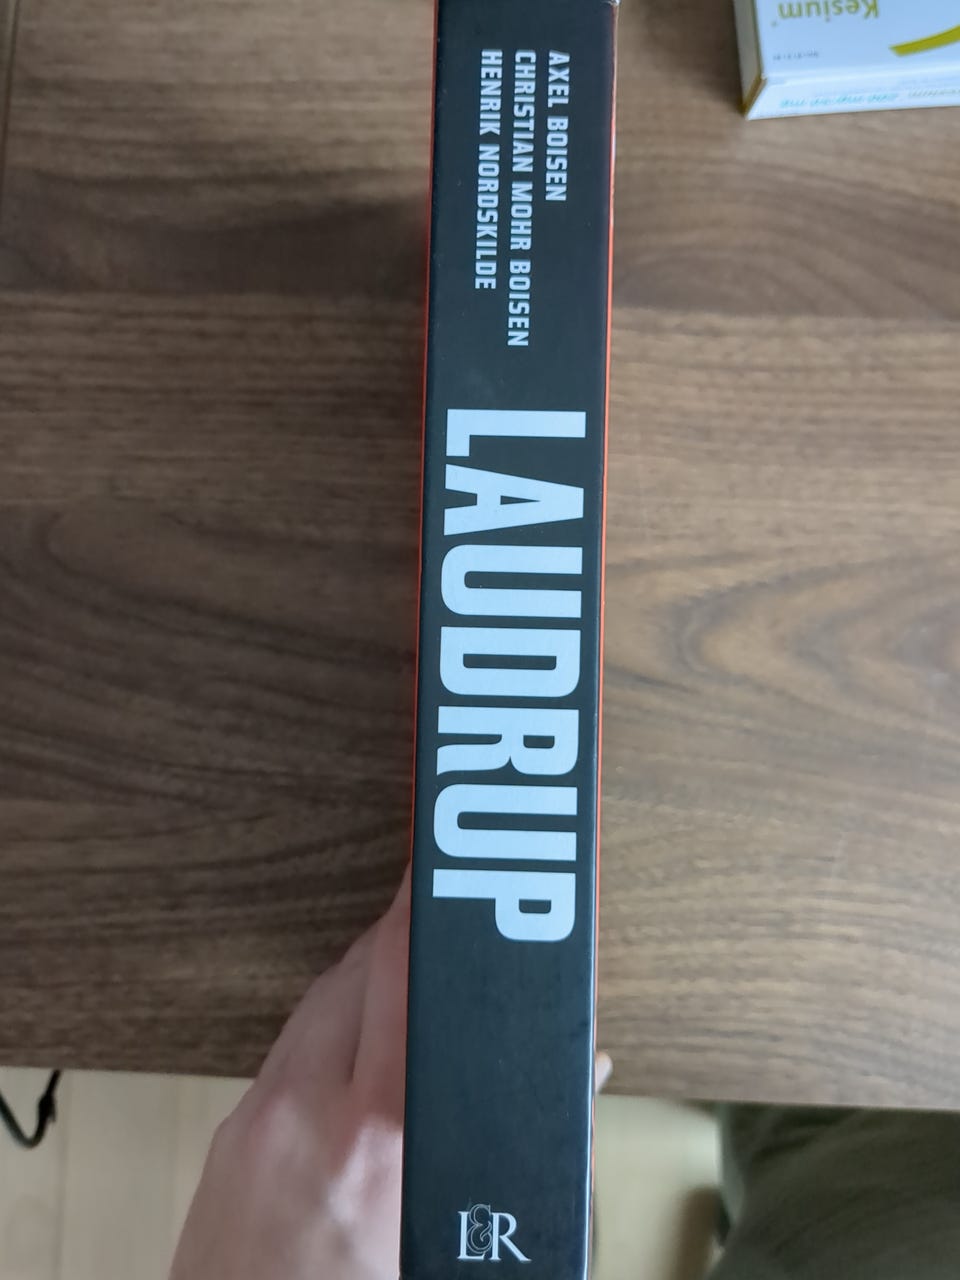 AXEL BOISEN
CHRISTIAN MOHR BOISEN
HENRIK NORDSKILDE
LAUDRUP
L&R
Kesium